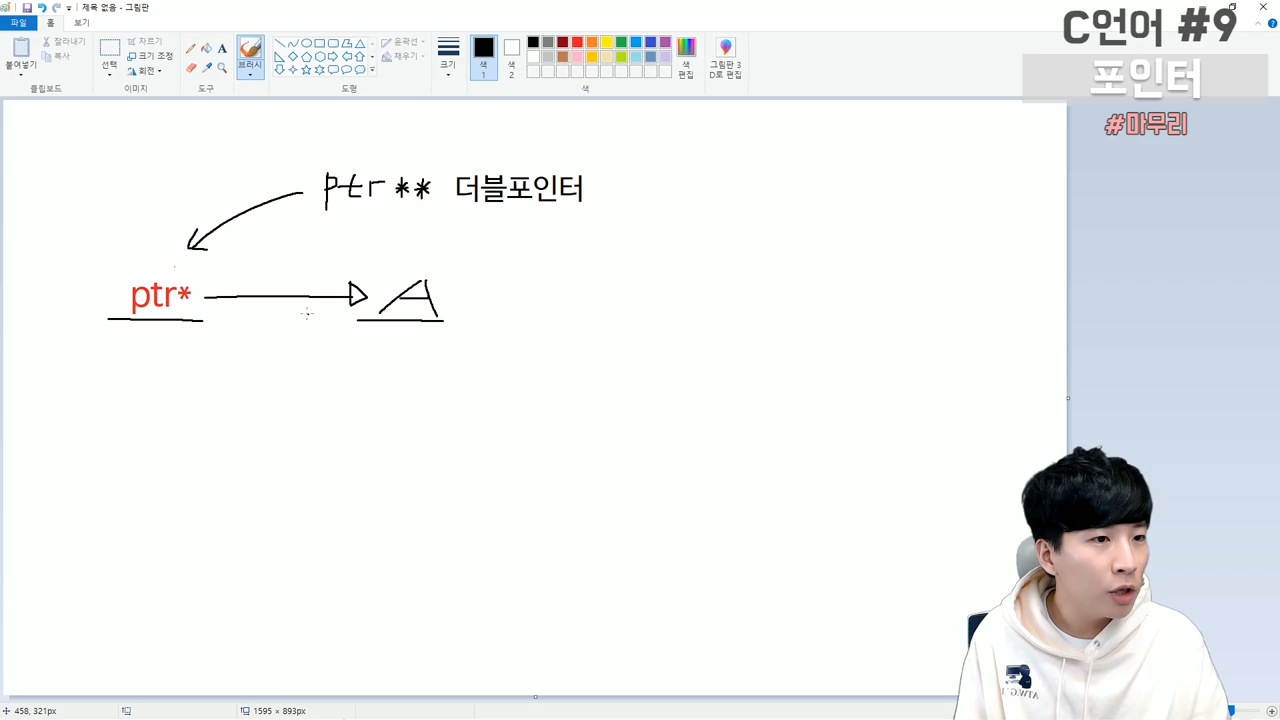 제목 없음 - 그림판
파일 홈 보기
C언어 #9
포인터
#마무리
붙여넣기
잘라내기
복사
클립보드
선택
자르기
크기 조정
회전
이미지
A
도구
브러시
윤곽선
채우기
도형
크기
색 1
색 2
색 편집
그림판 3D로 편집
색
ptr** 더블포인터
ptr* A
ATWG
458, 321px
1595 × 893px